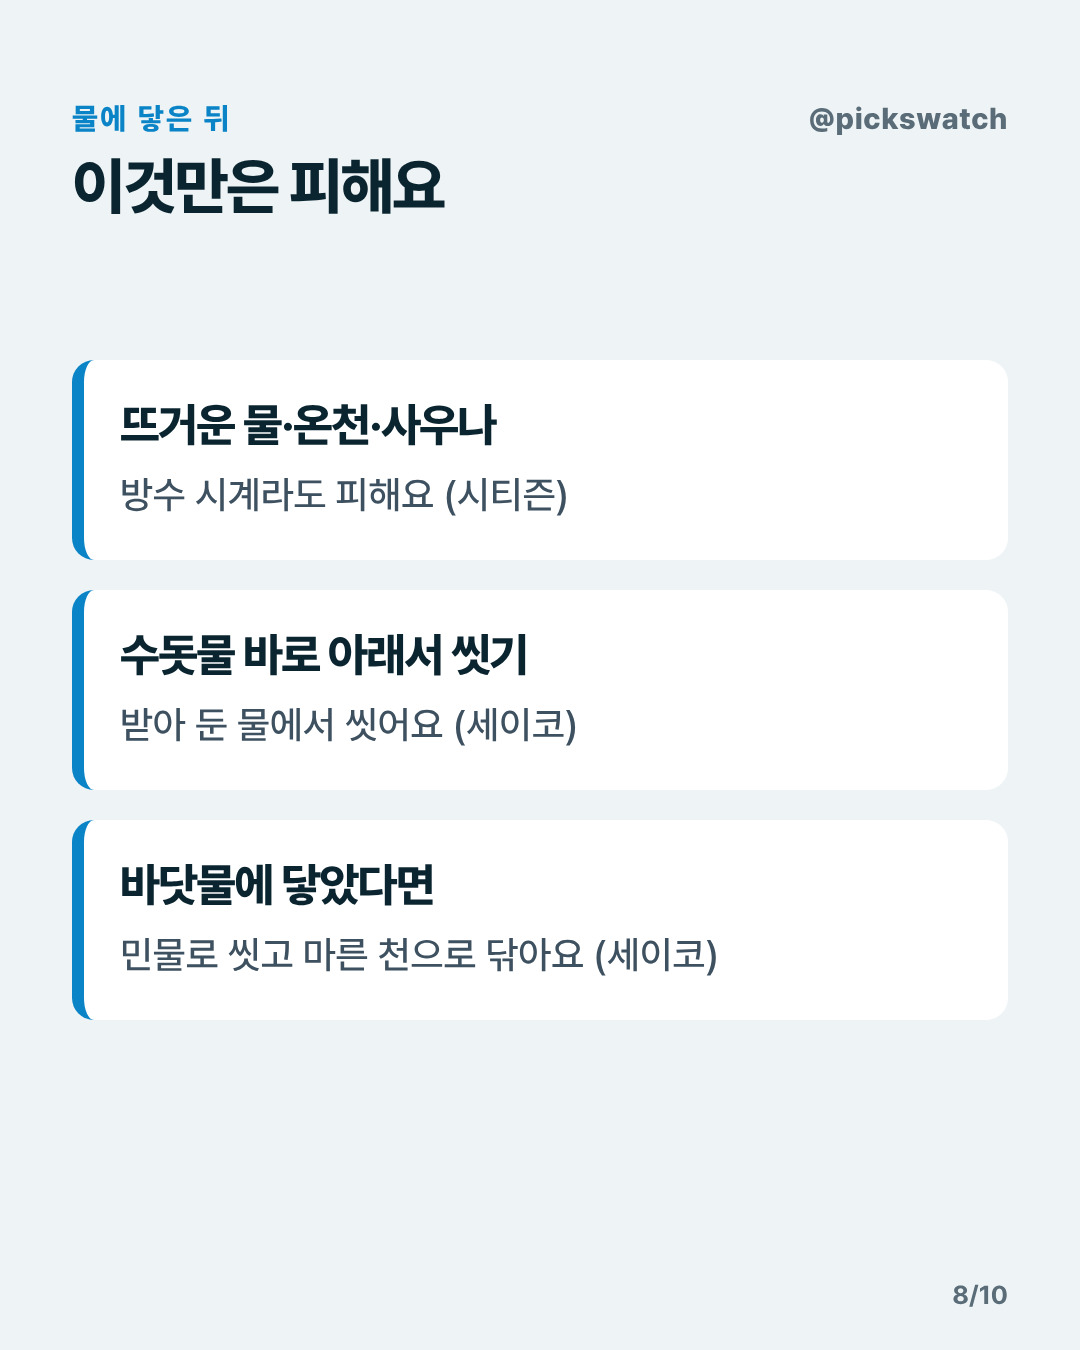 물에 닿은 뒤
@pickswatch
이것만은 피해요
뜨거운 물·온천·사우나
방수 시계라도 피해요 (시티즌)
수돗물 바로 아래서 씻기
받아 둔 물에서 씻어요 (세이코)
바닷물에 닿았다면
민물로 씻고 마른 천으로 닦아요 (세이코)
8/10